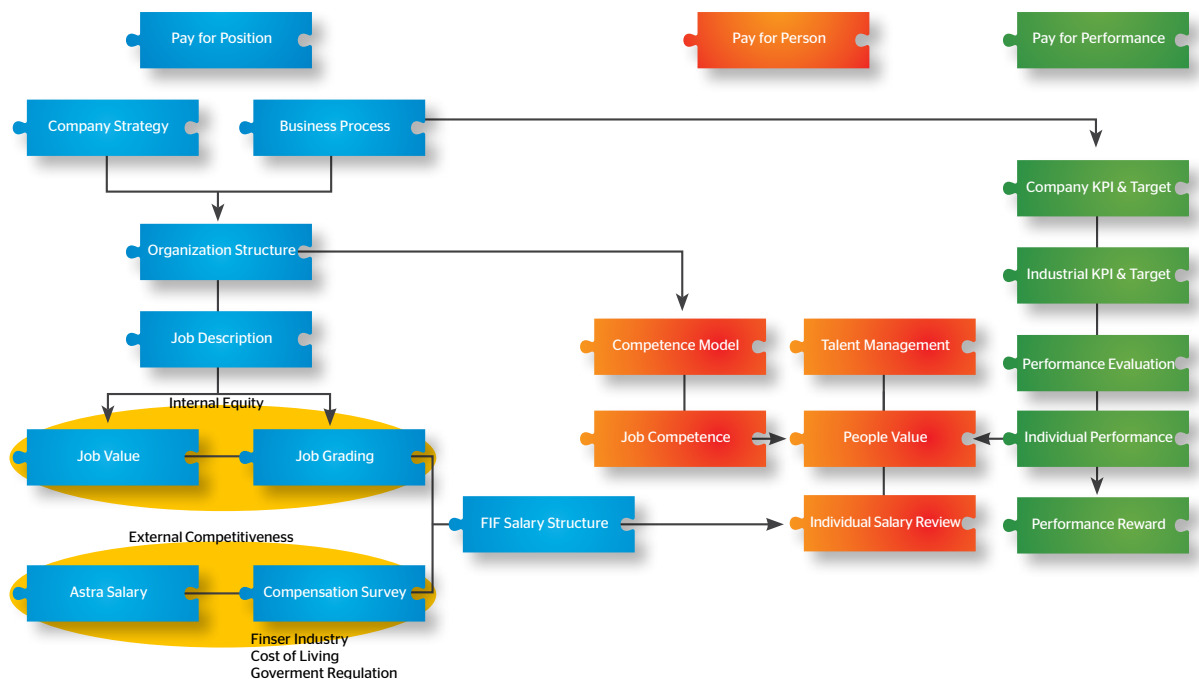 Pay for Position
Pay for Person
Pay for Performance
Company Strategy
Business Process
Company KPI & Target
Organization Structure
Industrial KPI & Target
Job Description
Competence Model
Talent Management
Performance Evaluation
Internal Equity
Job Value
Job Grading
Job Competence
People Value
Individual Performance
FIF Salary Structure
Individual Salary Review
Performance Reward
External Competitiveness
Astra Salary
Compensation Survey
Finser Industry
Cost of Living
Goverment Regulation